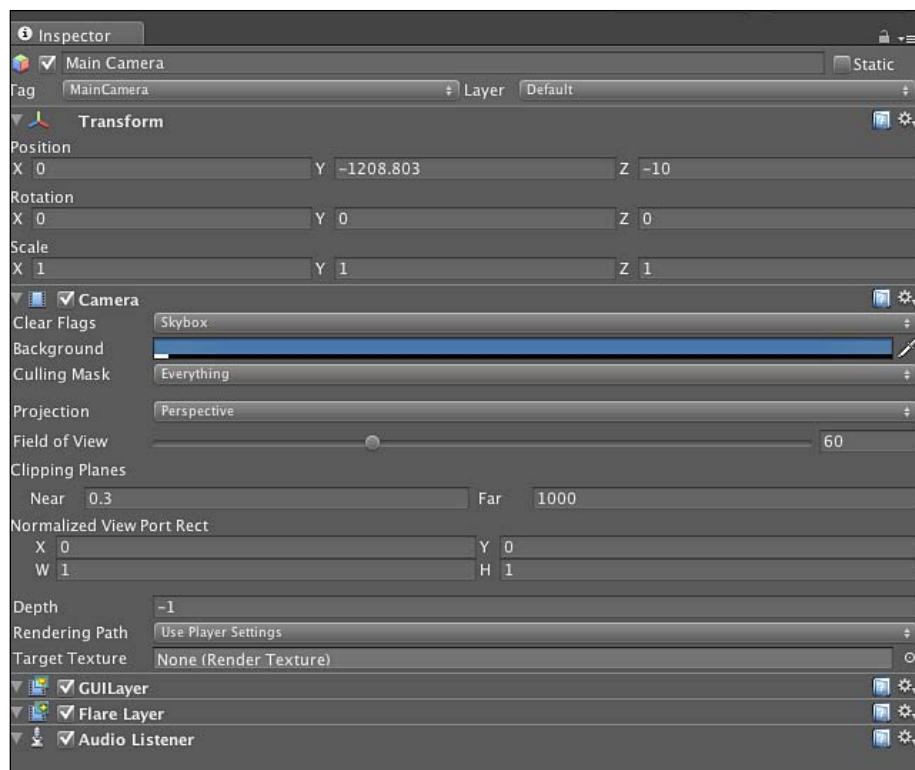 Inspector
Main Camera Static
Tag MainCamera Layer Default
Transform
Position
X 0 Y -1208.803 Z -10
Rotation
X 0 Y 0 Z 0
Scale
X 1 Y 1 Z 1
Camera
Clear Flags Skybox
Background
Culling Mask Everything
Projection Perspective
Field of View 60
Clipping Planes
Near 0.3 Far 1000
Normalized View Port Rect
X 0 Y 0
W 1 H 1
Depth -1
Rendering Path Use Player Settings
Target Texture None (Render Texture)
GUILayer
Flare Layer
Audio Listener